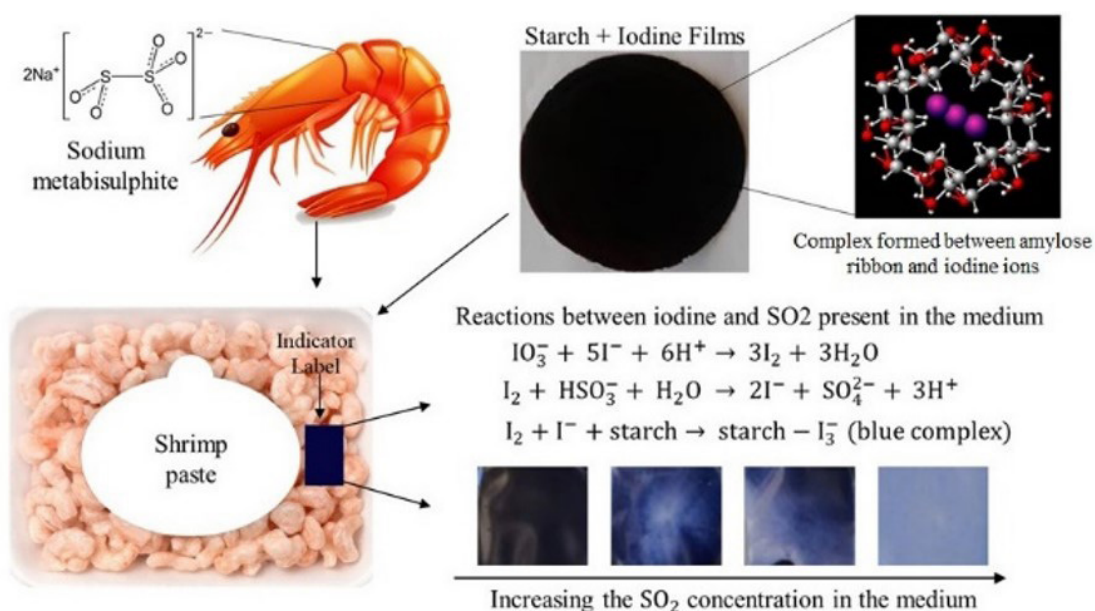 2Na⁺
O
O
S
S
O
O
O
2−
Sodium
metabisulphite
Starch + Iodine Films
Complex formed between amylose
ribbon and iodine ions
Indicator
Label
Shrimp
paste
Reactions between iodine and SO2 present in the medium
IO₃⁻ + 5I⁻ + 6H⁺ → 3I₂ + 3H₂O
I₂ + HSO₃⁻ + H₂O → 2I⁻ + SO₄²⁻ + 3H⁺
I₂ + I⁻ + starch → starch − I₃⁻ (blue complex)
Increasing the SO₂ concentration in the medium